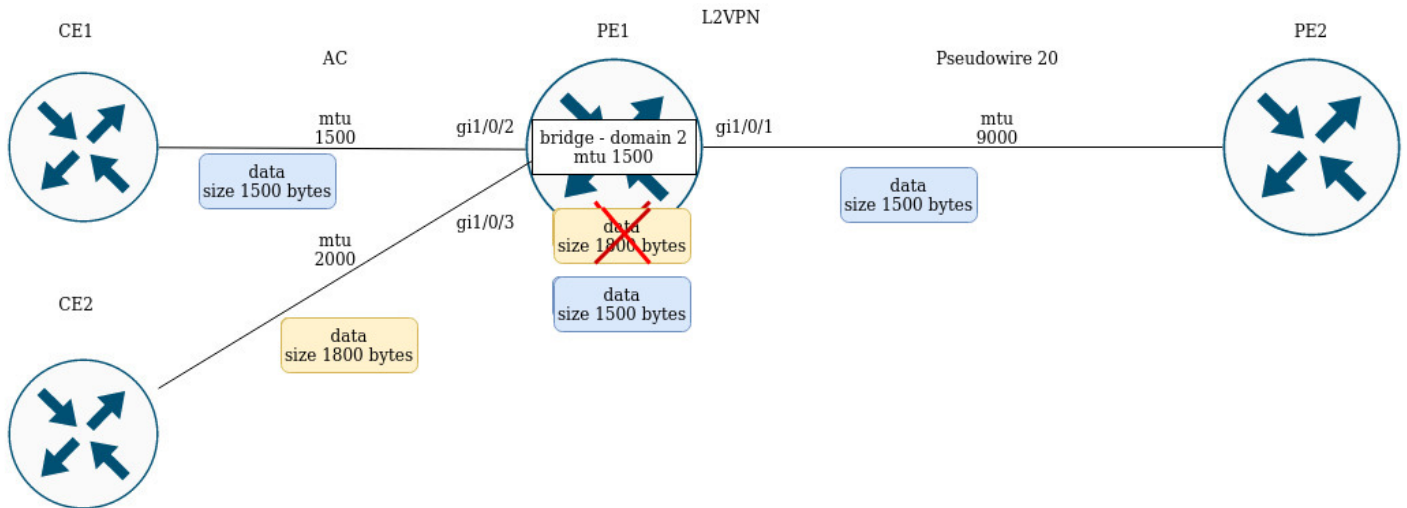 L2VPN
CE1
PE1
PE2
AC
Pseudowire 20
mtu
1500
gi1/0/2
bridge - domain 2
mtu 1500
gi1/0/1
mtu
9000
data
size 1500 bytes
data
size 1500 bytes
gi1/0/3
data
size 1800 bytes
mtu
2000
data
size 1500 bytes
CE2
data
size 1800 bytes